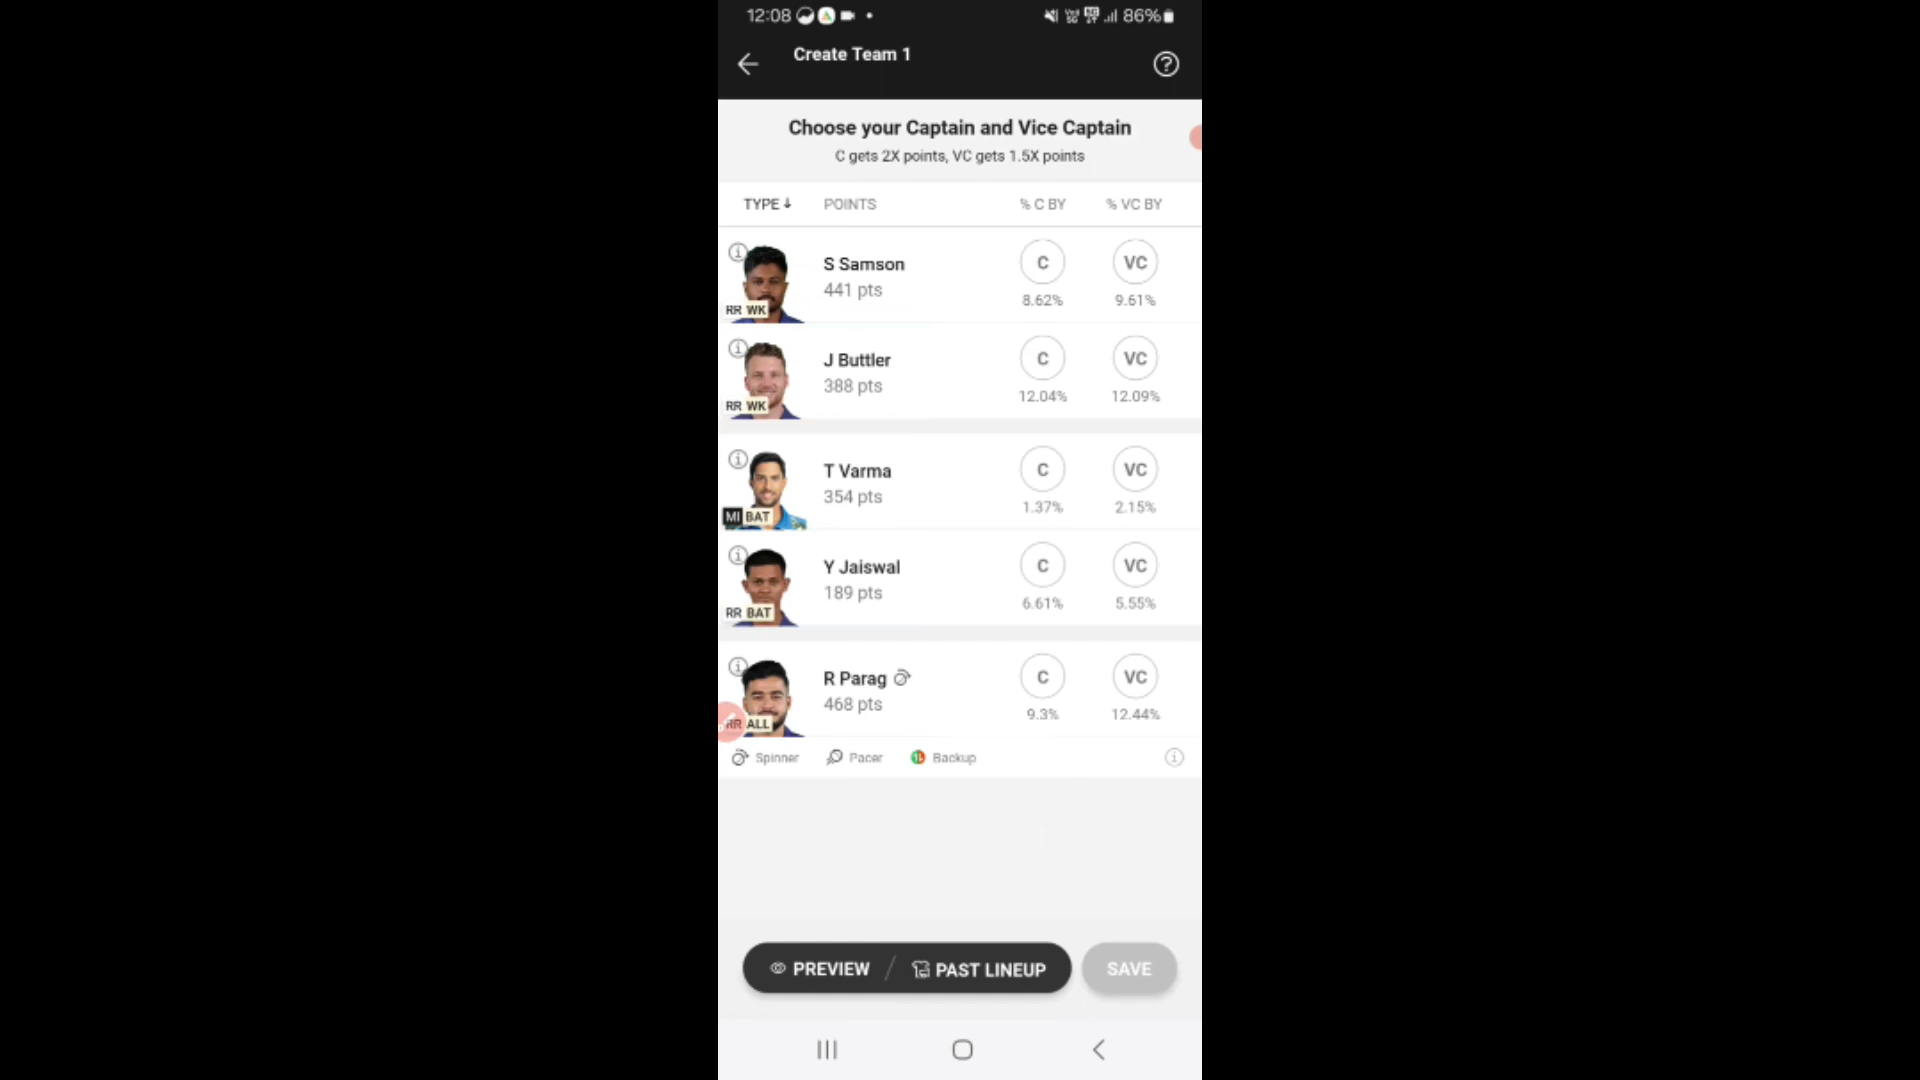 12:08 86%
Create Team 1
Choose your Captain and Vice Captain
C gets 2X points, VC gets 1.5X points
TYPE↓ POINTS % C BY % VC BY
S Samson C VC
441 pts 8.62% 9.61%
RR WK
J Buttler C VC
388 pts 12.04% 12.09%
RR WK
T Varma C VC
354 pts 1.37% 2.15%
MI BAT
Y Jaiswal C VC
189 pts 6.61% 5.55%
RR BAT
R Parag C VC
468 pts 9.3% 12.44%
RR ALL
Spinner Pacer Backup
PREVIEW / PAST LINEUP SAVE